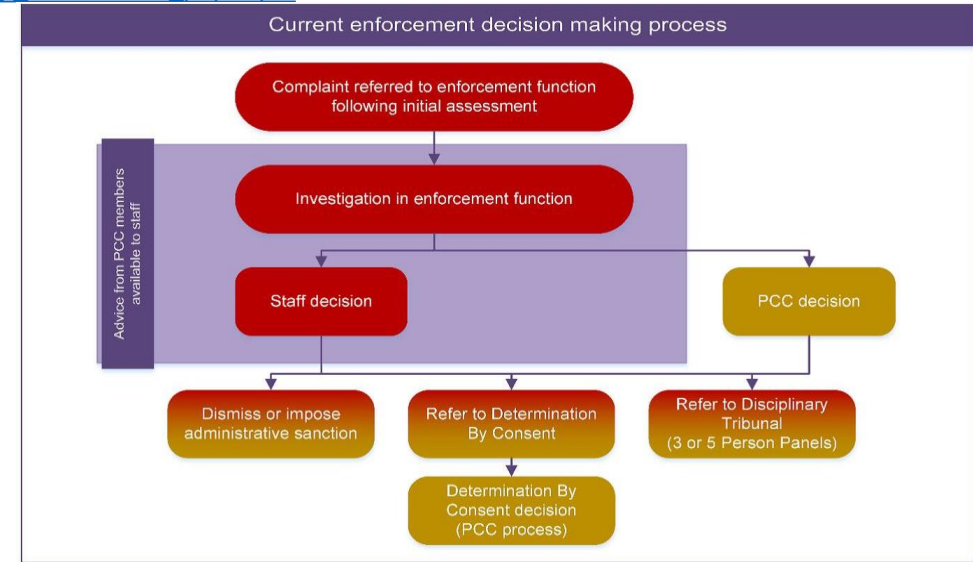 Current enforcement decision making process
Complaint referred to enforcement function
following initial assessment
Advice from PCC members
available to staff
Investigation in enforcement function
Staff decision
PCC decision
Dismiss or impose
administrative sanction
Refer to Determination
By Consent
Refer to Disciplinary
Tribunal
(3 or 5 Person Panels)
Determination By
Consent decision
(PCC process)